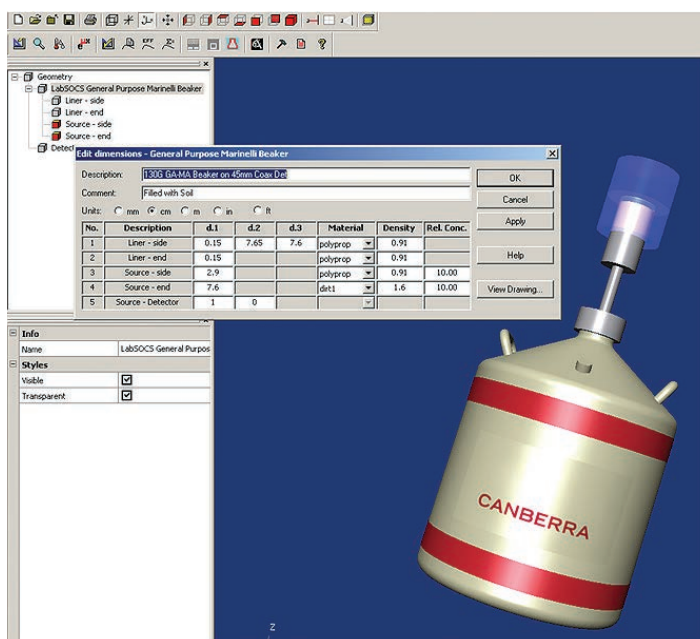 Geometry
LabSOCS General Purpose Marinelli Beaker
Liner - side
Liner - end
Source - side
Source - end
Detect
Edit dimensions - General Purpose Marinelli Beaker
Description: 130G GA-MA Beaker on 45mm Coax Det OK
Comment: Filled with Soil Cancel
Units: mm cm m in ft Apply
No. Description d.1 d.2 d.3 Material Density Rel. Conc.
1 Liner - side 0.15 7.65 7.6 polyprop 0.91
2 Liner - end 0.15 polyprop 0.91 Help
3 Source - side 2.9 polyprop 0.91 10.00
4 Source - end 7.6 dirt1 1.6 10.00 View Drawing...
5 Source - Detector 1 0
Info
Name LabSOCS General Purpos
Styles
Visible
Transparent
CANBERRA
Z